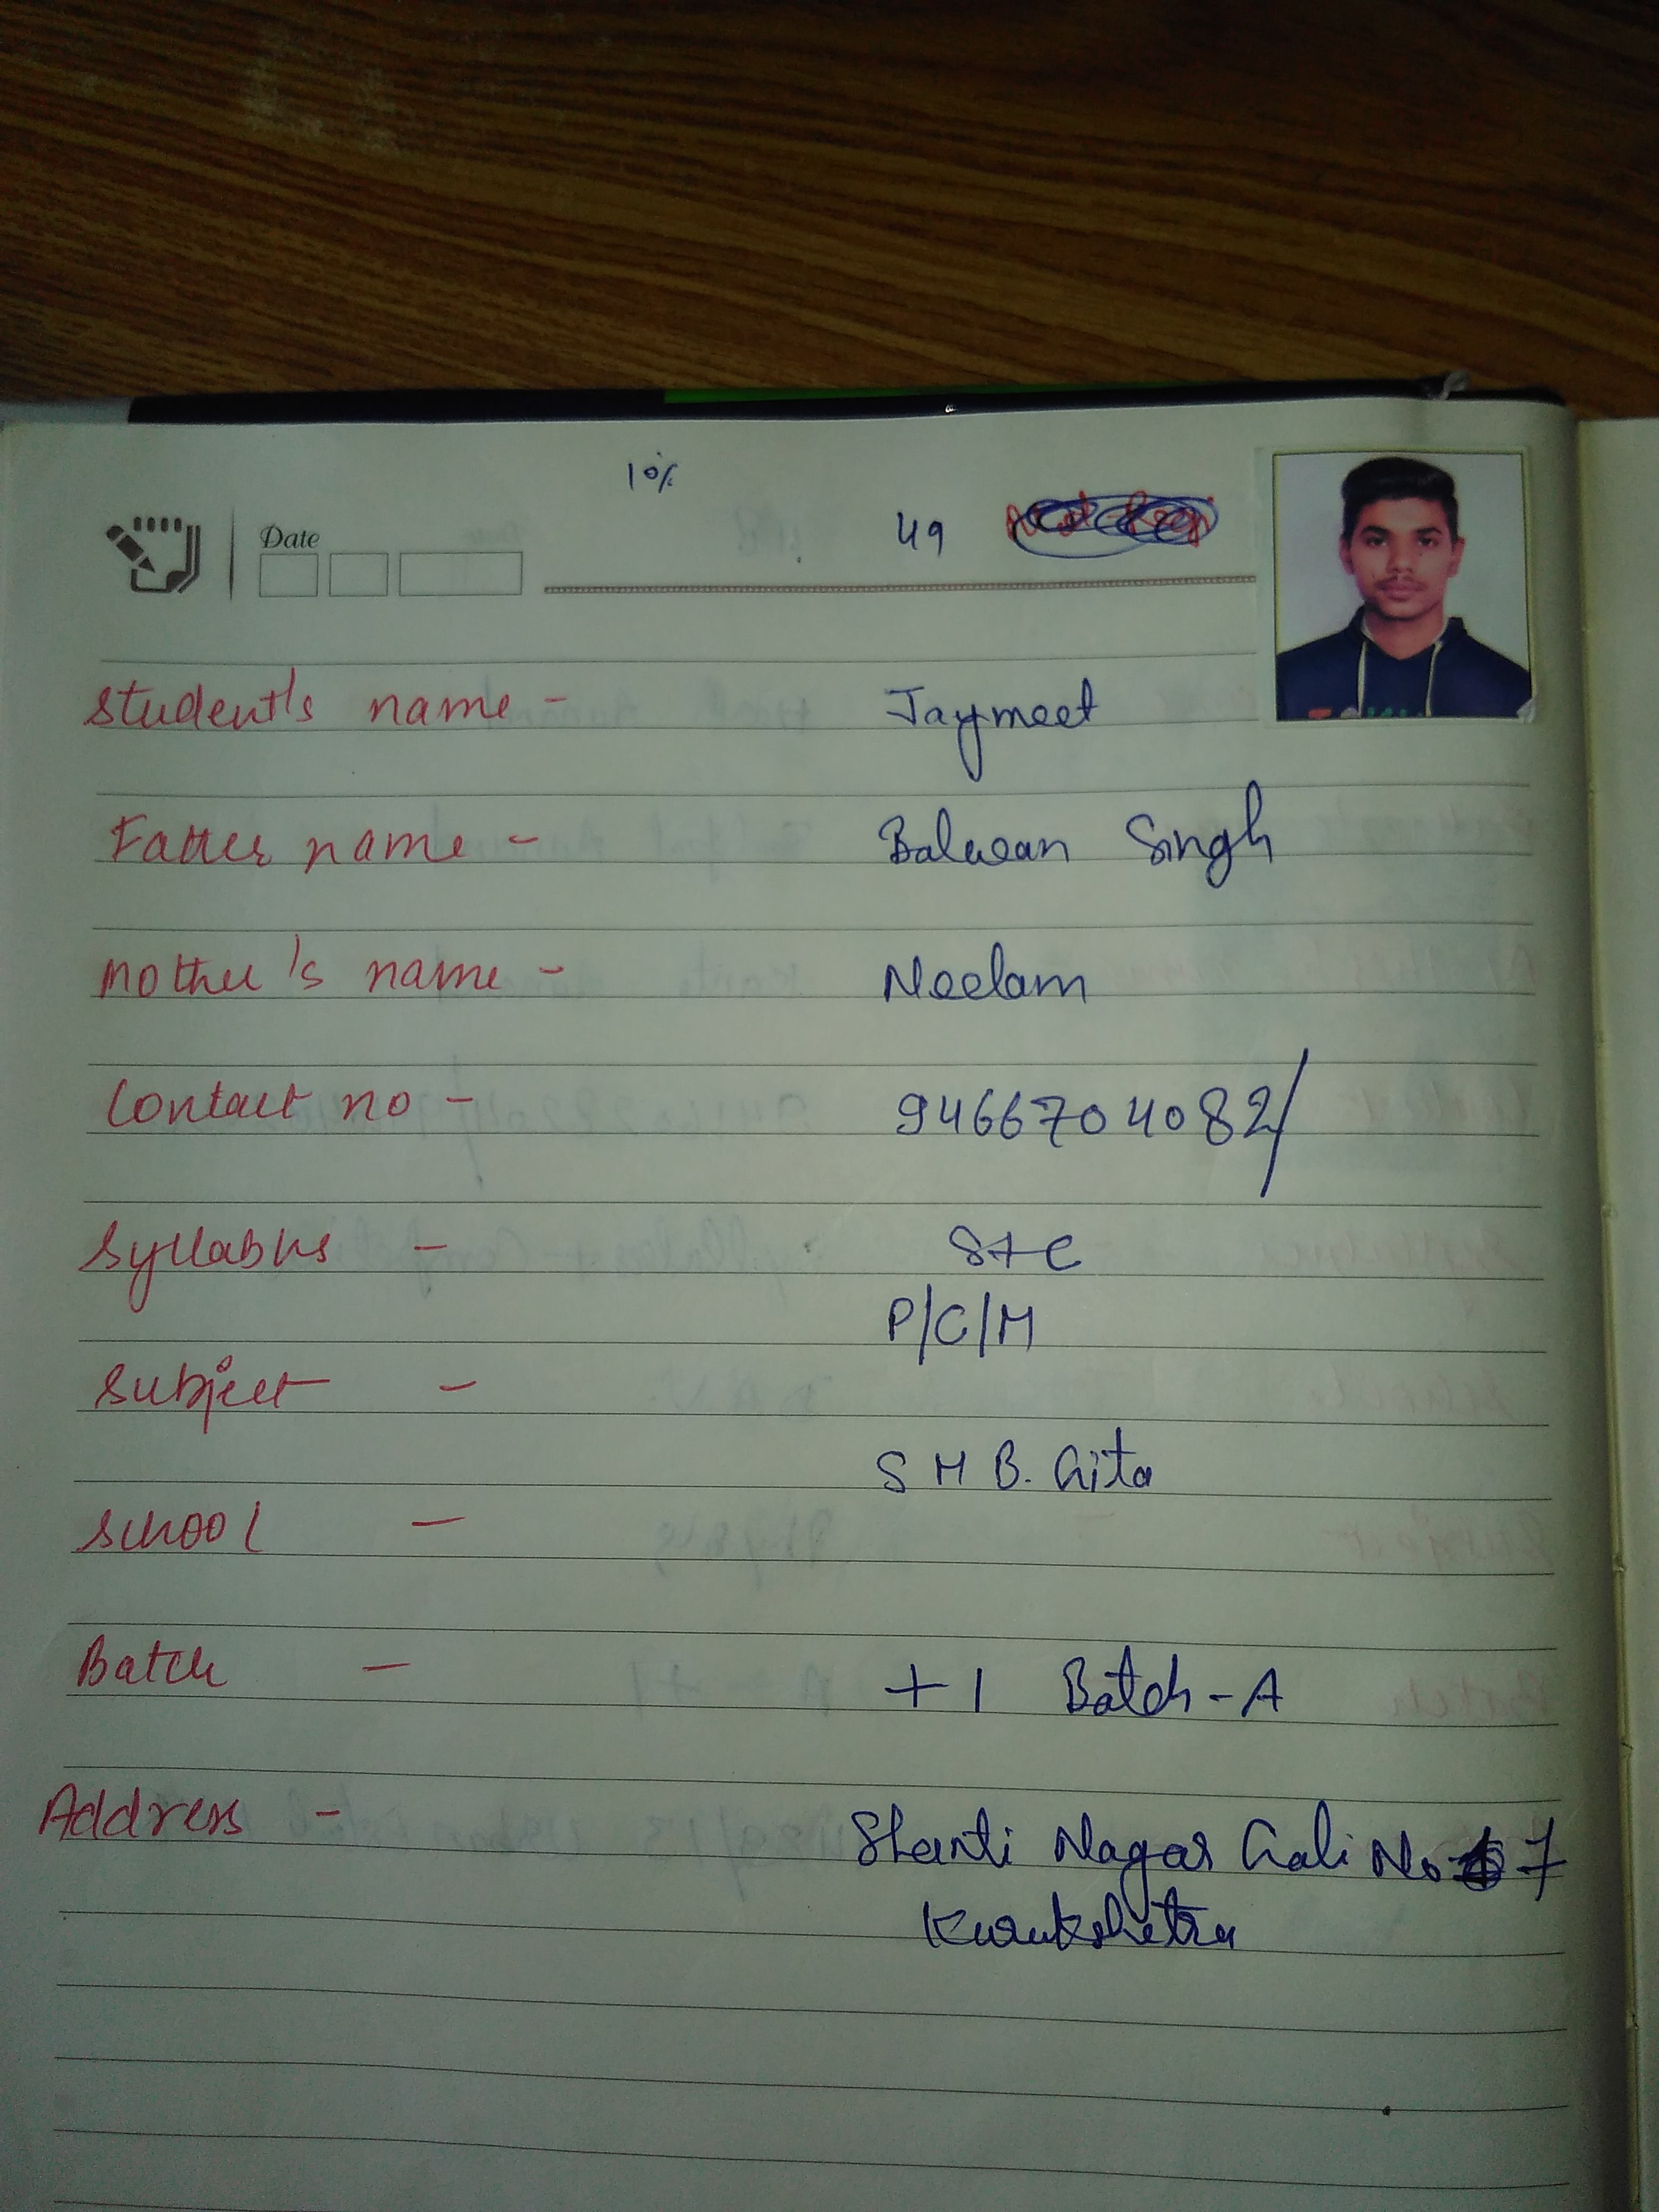 10%
Date
49
Student's name - Jaymeet
Father name - Balwan Singh
Mother's name - Neelam
Contact no - 9466704082/
Syllabus - S+C
P/C/M
Subject -
S M B. Gita
School -
Batch - +1 Batch-A
Address - Shanti Nagar Gali No 7
Kurukshetra